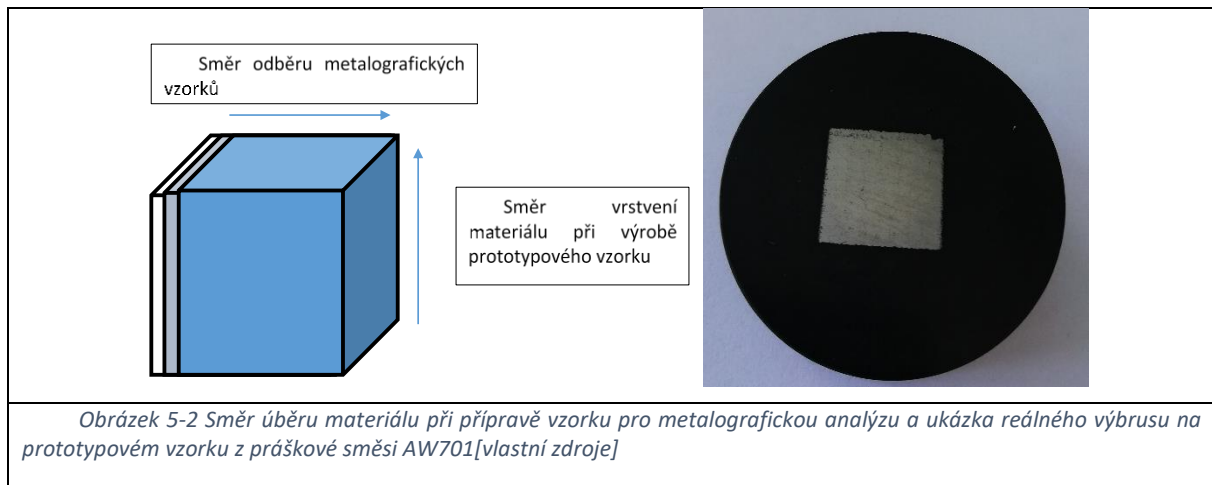 Směr odběru metalografických
vzorků
Směr vrstvení
materiálu při výrobě
prototypového vzorku
Obrázek 5-2 Směr úběru materiálu při přípravě vzorku pro metalografickou analýzu a ukázka reálného výbrusu na
prototypovém vzorku z práškové směsi AW701[vlastní zdroje]